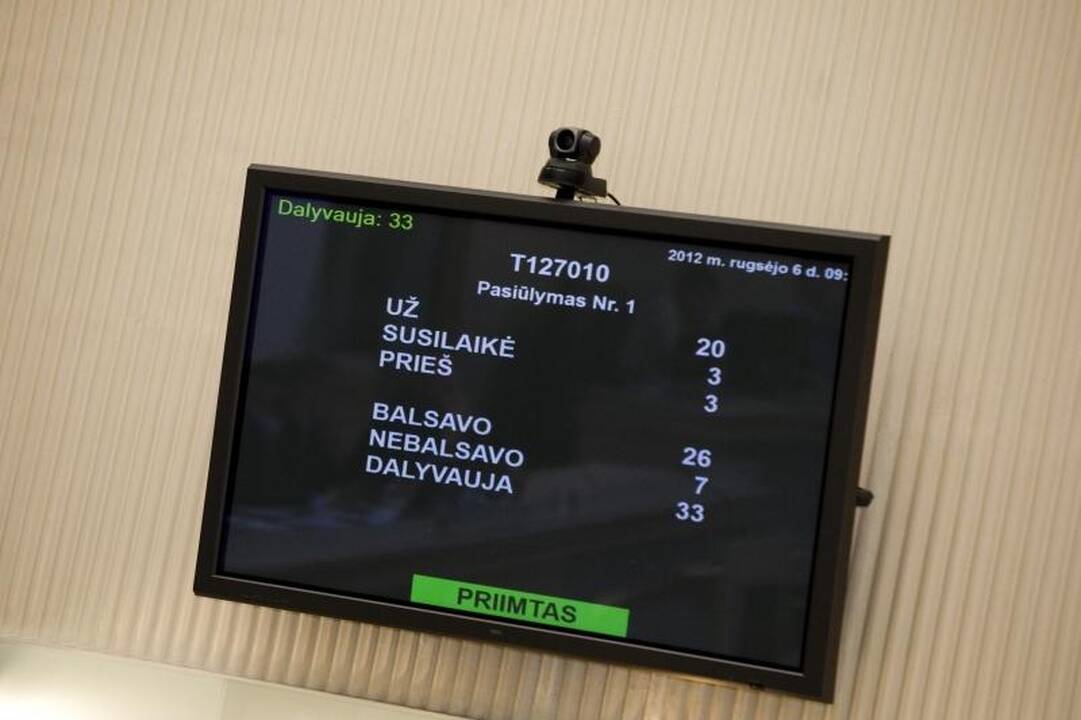 Dalyvauja: 33
2012 m. rugsėjo 6 d. 09:
T127010
Pasiūlymas Nr. 1
UŽ 20
SUSILAIKĖ 3
PRIEŠ 3
BALSAVO 26
NEBALSAVO 7
DALYVAUJA 33
PRIIMTAS